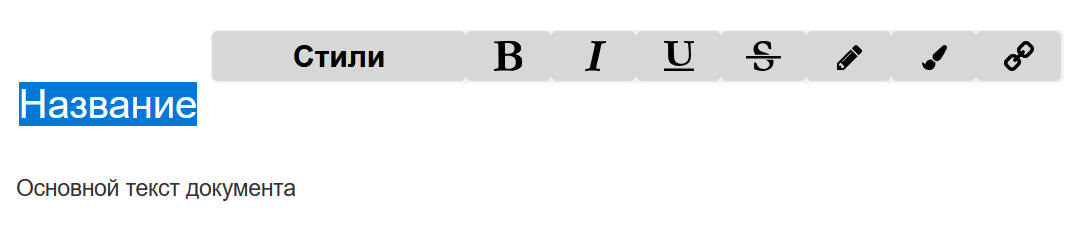 Стили B I U S
Название
Основной текст документа